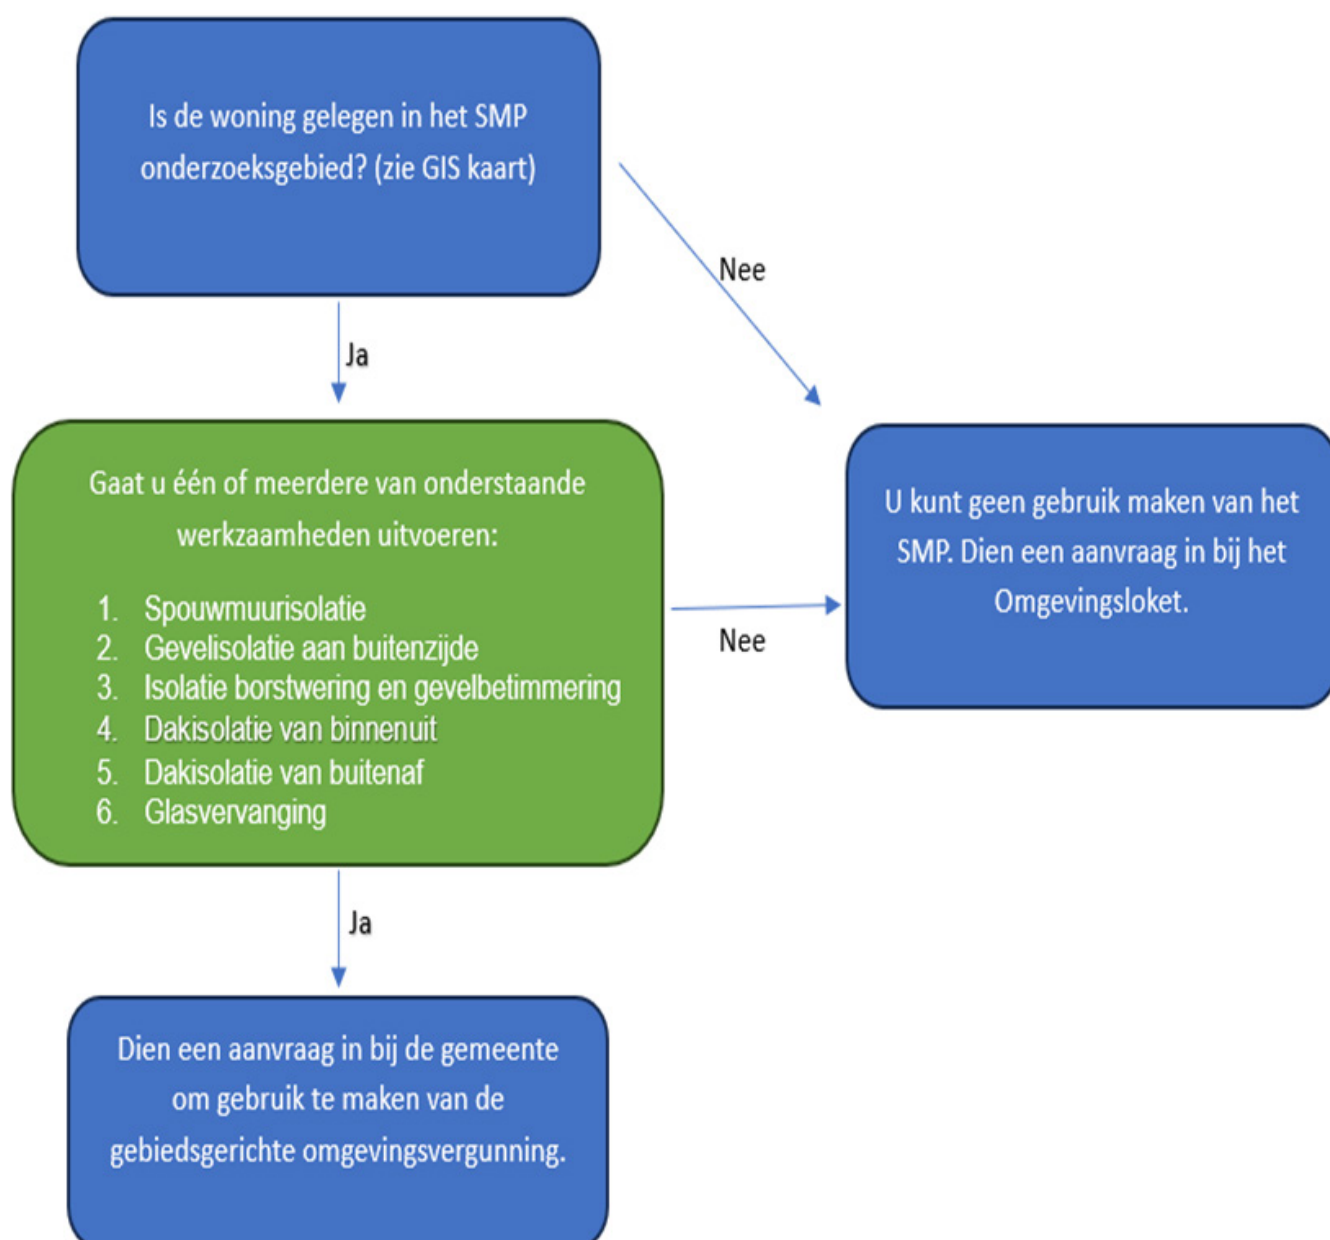 Is de woning gelegen in het SMP
onderzoeksgebied? (zie GIS kaart)
Nee
Ja
Gaat u één of meerdere van onderstaande
werkzaamheden uitvoeren:
1. Spouwmuurisolatie
2. Gevelisolatie aan buitenzijde
3. Isolatie borstwering en gevelbetimmering
4. Dakisolatie van binnenuit
5. Dakisolatie van buitenaf
6. Glasvervanging
Nee
U kunt geen gebruik maken van het
SMP. Dien een aanvraag in bij het
Omgevingsloket.
Ja
Dien een aanvraag in bij de gemeente
om gebruik te maken van de
gebiedsgerichte omgevingsvergunning.